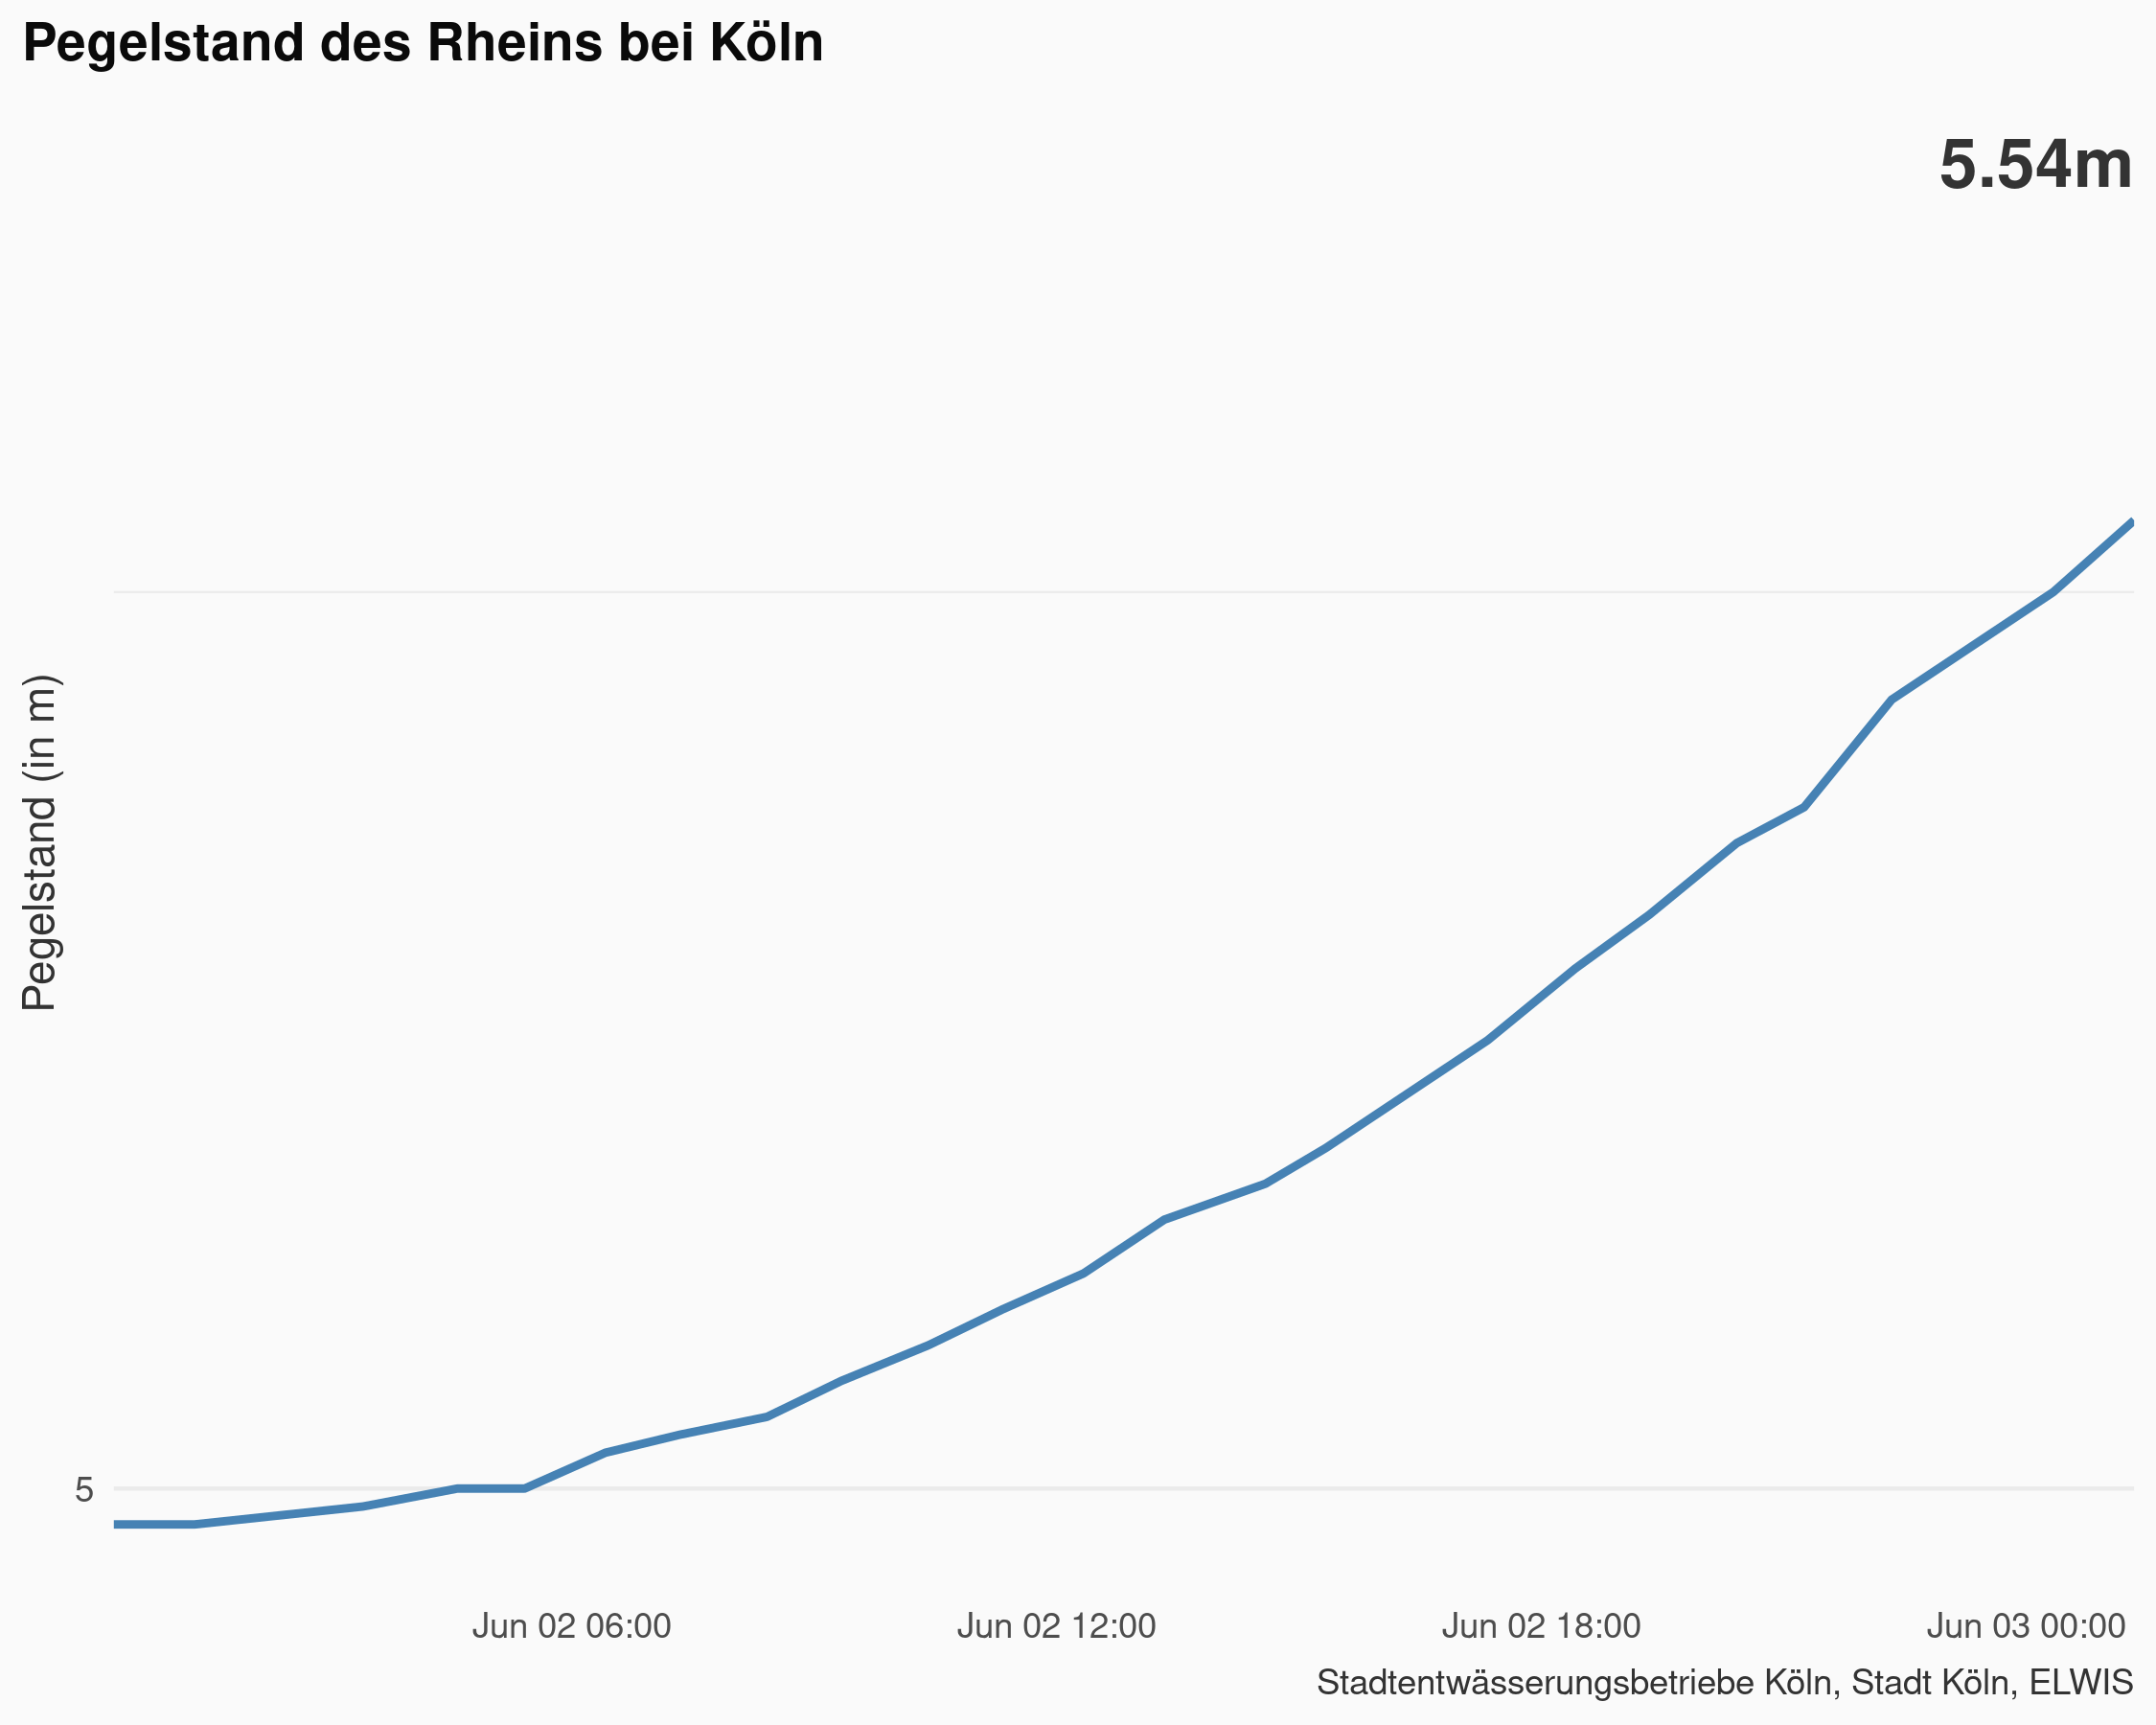 Pegelstand des Rheins bei Köln
5.54m
Pegelstand (in m)
5
Jun 02 06:00
Jun 02 12:00
Jun 02 18:00
Jun 03 00:00
Stadtentwässerungsbetriebe Köln, Stadt Köln, ELWIS